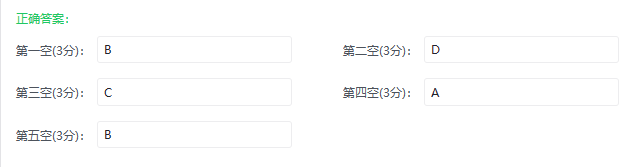 正确答案：
第一空(3分)： B 第二空(3分)： D
第三空(3分)： C 第四空(3分)： A
第五空(3分)： B